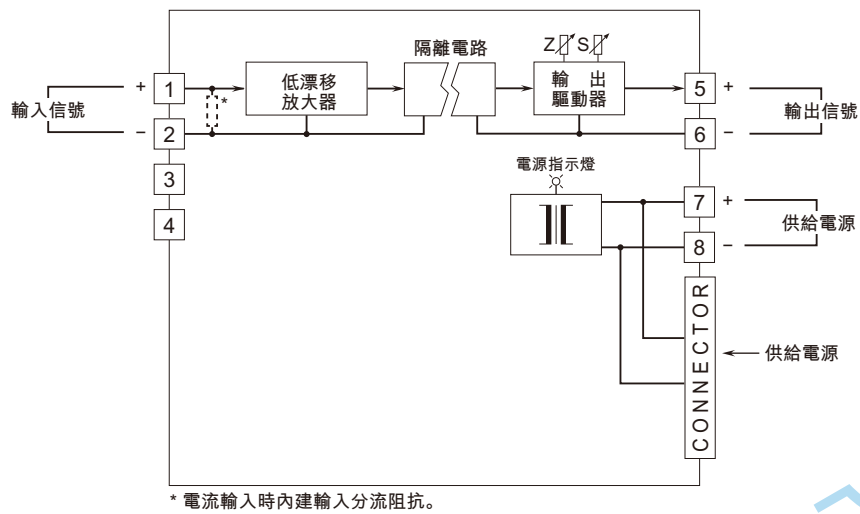 隔離電路
Z S
+ 1
低漂移
放大器
輸 出
驅動器
5 +
*
輸入信號
輸出信號
− 2
6 −
3
電源指示燈
7 +
4
供給電源
8 −
CONNECTOR
供給電源
* 電流輸入時內建輸入分流阻抗。